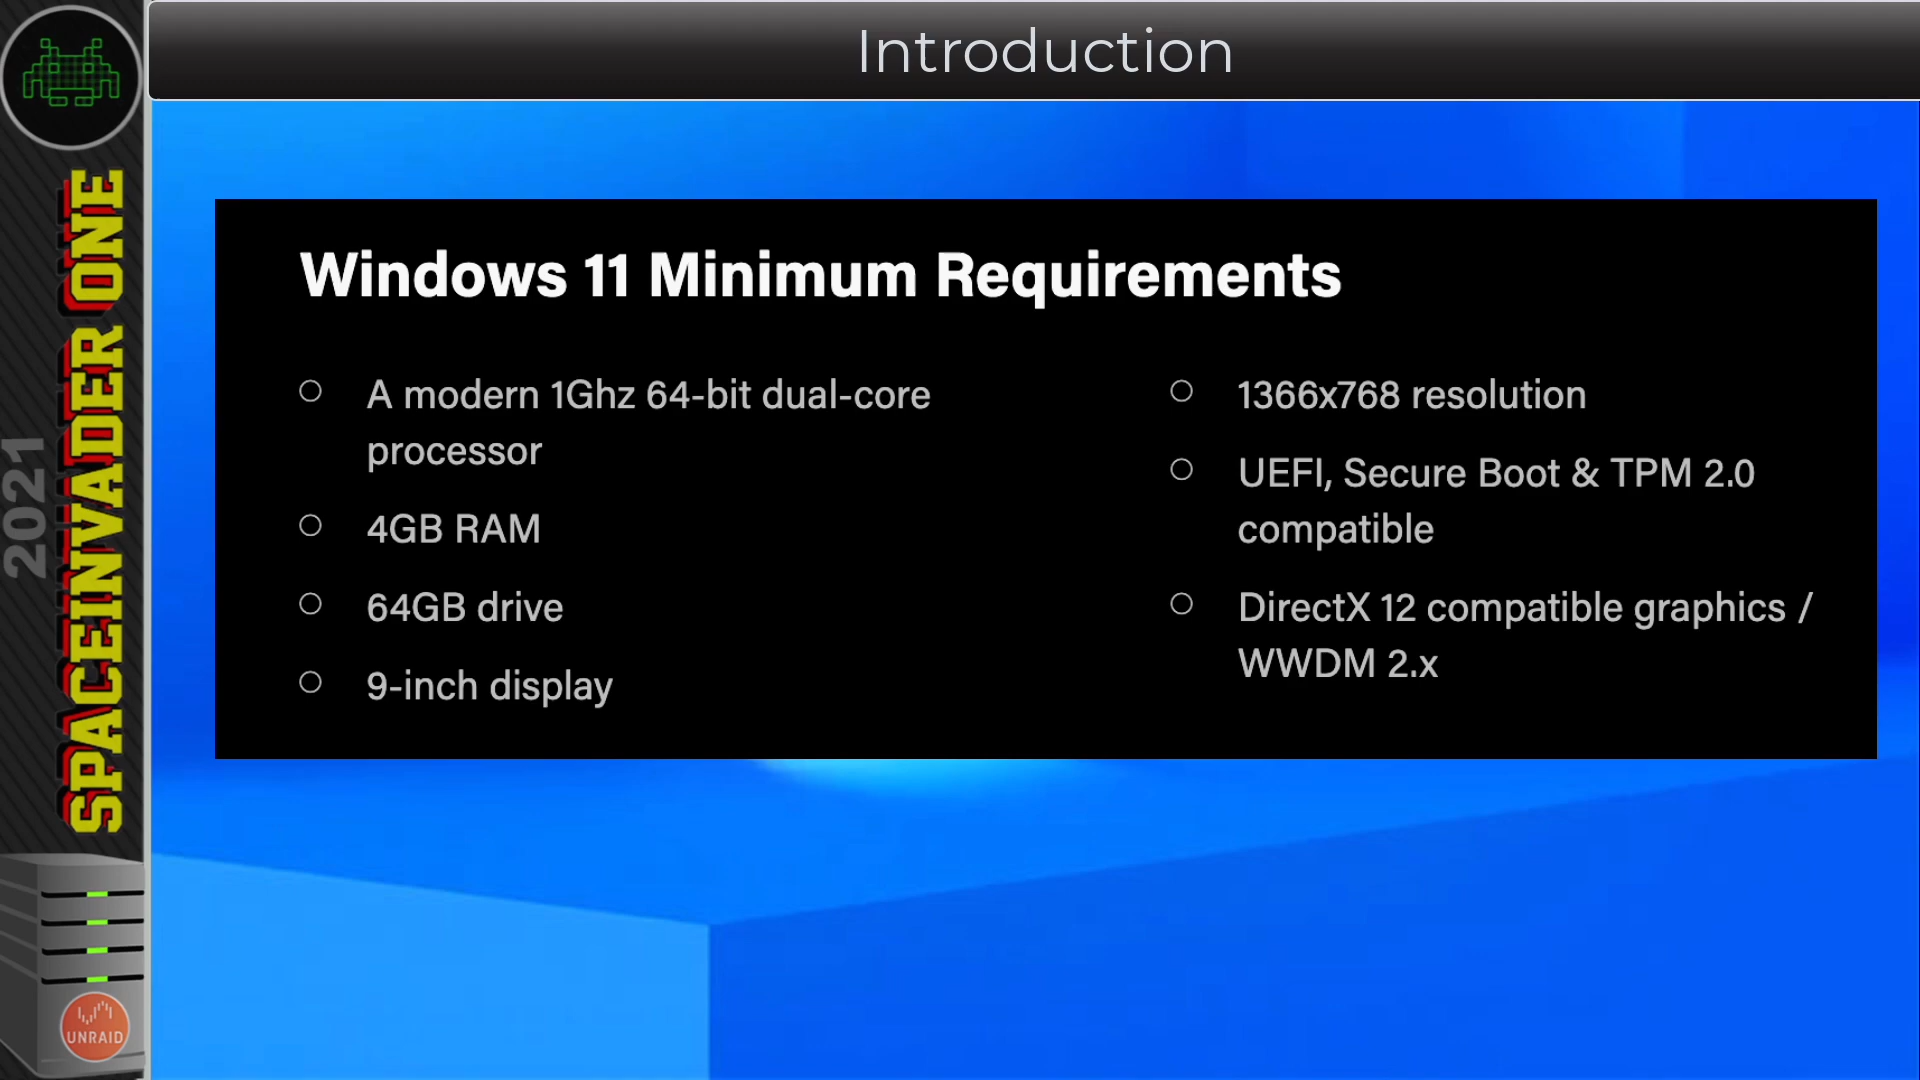 Introduction
2021
SPACEINVADER ONE
UNRAID
Windows 11 Minimum Requirements
A modern 1Ghz 64-bit dual-core
processor
4GB RAM
64GB drive
9-inch display
1366x768 resolution
UEFI, Secure Boot & TPM 2.0
compatible
DirectX 12 compatible graphics /
WWDM 2.x